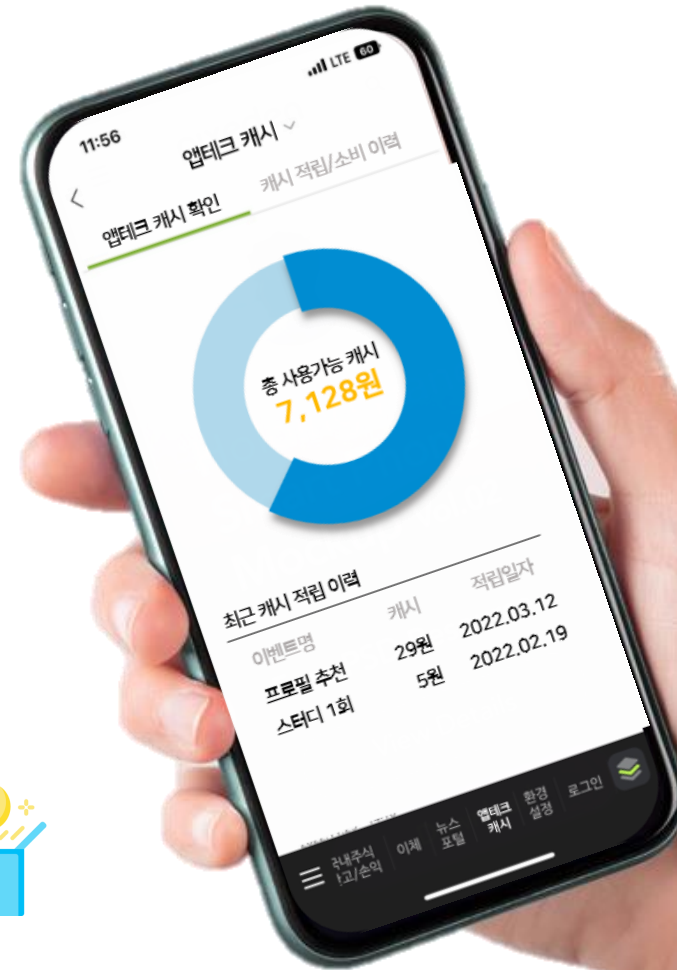 11:56
LTE 60
앱테크 캐시
앱테크 캐시 확인
캐시 적립/소비 이력
총 사용가능 캐시
7,128원
최근 캐시 적립 이력
이벤트명 캐시 적립일자
프로필 추천 29원 2022.03.12
스터디 1회 5원 2022.02.19
이체
뉴스
포털
앱테크
캐시
환경
설정
로그인